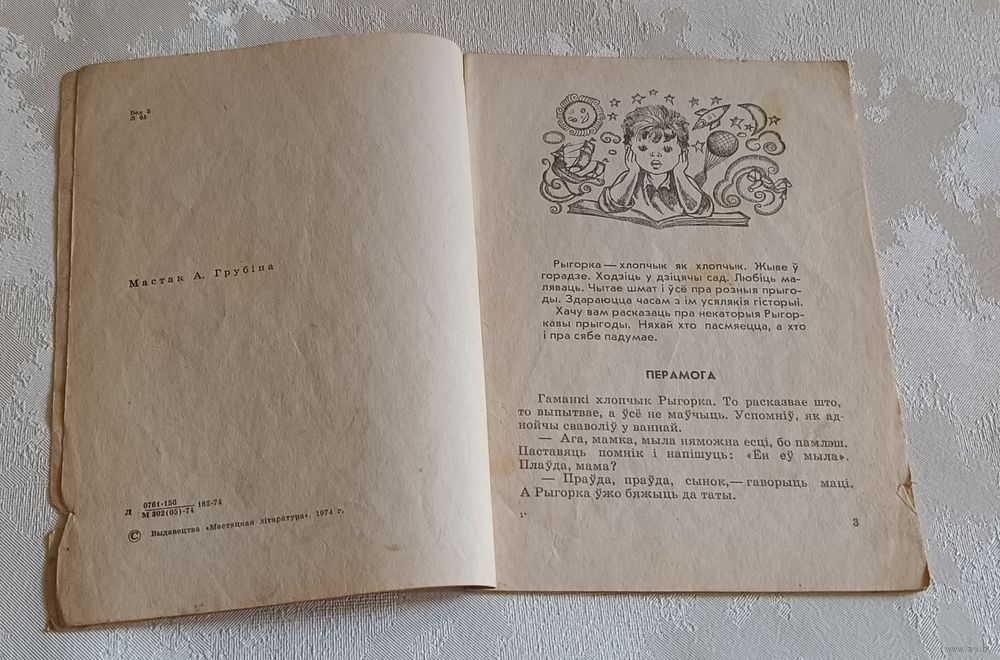 Бел 2
Л 61
Мастак А. Грубіна
Л 0761-156 182-74
М 302(05)-74
© Выдавецтва «Мастацкая літаратура», 1974 г.
Рыгорка — хлопчык як хлопчык. Жыве ў
горадзе. Ходзіць у дзіцячы сад. Любіць ма-
ляваць. Чытае шмат і ўсё пра розныя прыго-
ды. Здараюцца часам з ім усялякія гісторыі.
Хачу вам расказаць пра некаторыя Рыгор-
кавы прыгоды. Няхай хто пасмяецца, а хто
і пра сябе падумае.
ПЕРАМОГА
Гаманкі хлопчык Рыгорка. То расказвае што,
то выпытвае, а ўсё не маўчыць. Успомніў, як ад-
нойчы сваволіў у ваннай.
— Ага, мамка, мыла няможна есці, бо памлэш.
Паставяць помнік і напішуць: «Ён еў мыла».
Плаўда, мама?
— Праўда, праўда, сынок,— гаворыць маці.
А Рыгорка ўжо бяжыць да таты.
1*
3
www.ay.by